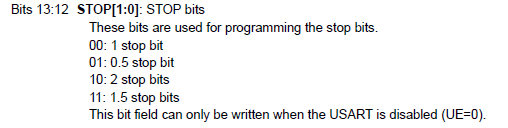 Bits 13:12 STOP[1:0]: STOP bits
These bits are used for programming the stop bits.
00: 1 stop bit
01: 0.5 stop bit
10: 2 stop bits
11: 1.5 stop bits
This bit field can only be written when the USART is disabled (UE=0).